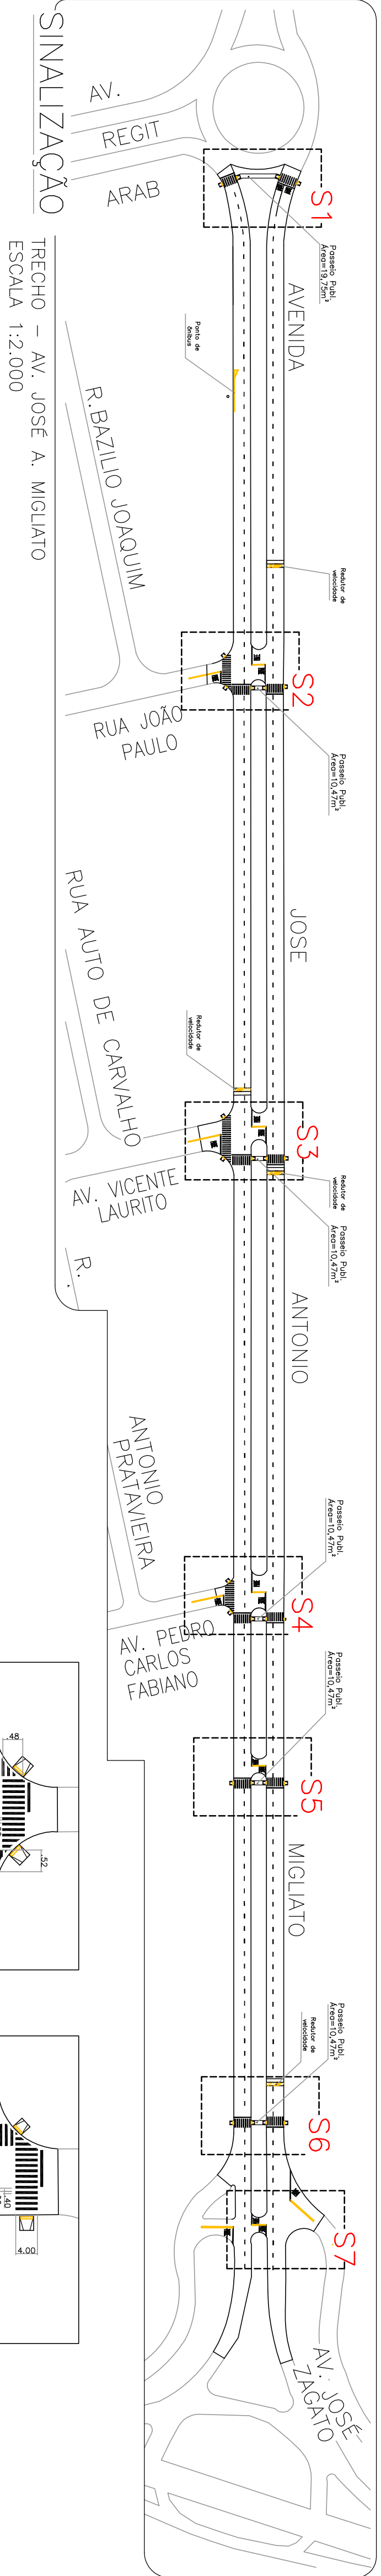 SINALIZAÇÃO
TRECHO - AV. JOSÉ A. MIGLIATO
ESCALA 1:2.000
AV.
REGIT
ARAB
S1
Passeio Publ.
Área=19,75m²
AVENIDA
Ponto de
ônibus
R.BAZILIO JOAQUIM
Redutor de
velocidade
S2
RUA JOÃO
PAULO
Passeio Publ.
Área=10,47m²
JOSE
RUA AUTO DE CARVALHO
Redutor de
velocidade
S3
AV. VICENTE
LAURITO
Redutor de
velocidade
Passeio Publ.
Área=10,47m²
R.
ANTONIO
ANTONIO
PRATAVIEIRA
Passeio Publ.
Área=10,47m²
S4
AV. PEDRO
CARLOS
FABIANO
Passeio Publ.
Área=10,47m²
S5
MIGLIATO
Passeio Publ.
Área=10,47m²
Redutor de
velocidade
S6
S7
AV. JOSÉ
ZAGATO
.48
.52
.40
4.00